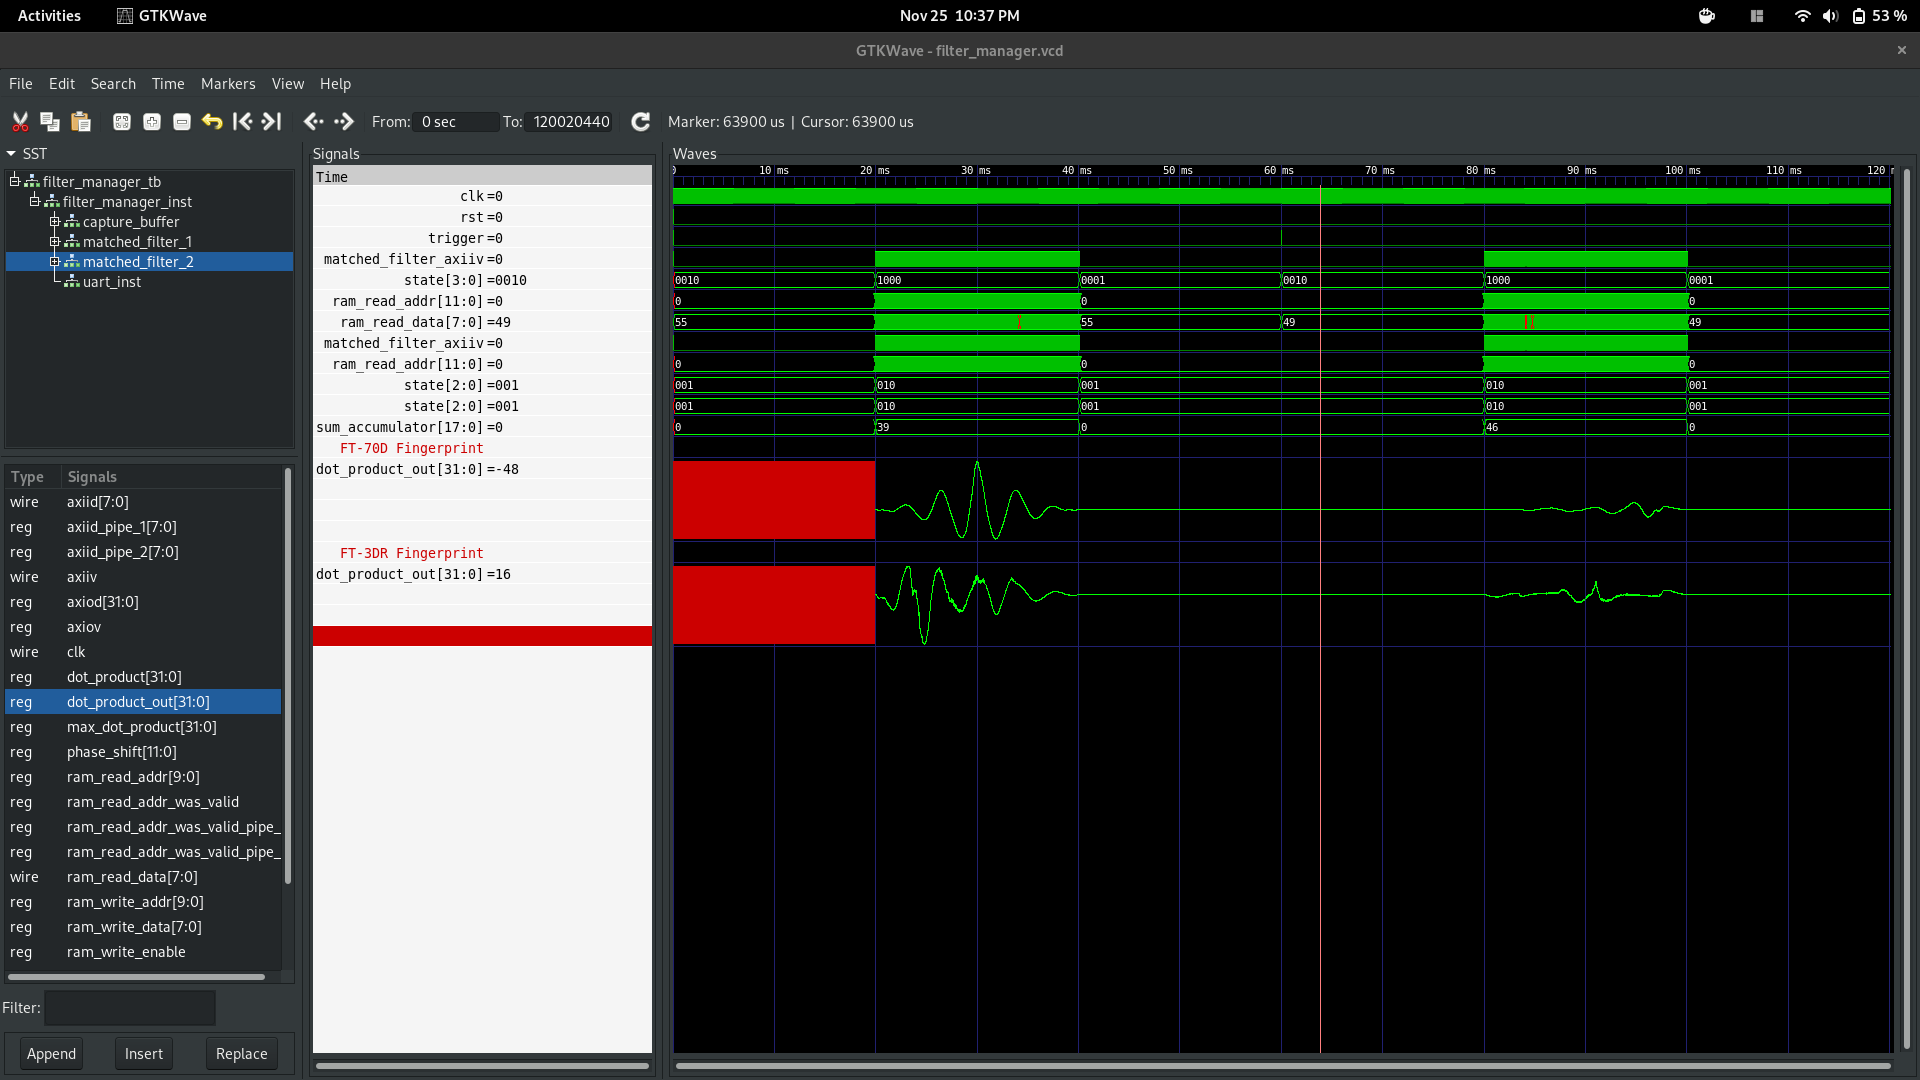 Activities GTKWave Nov 25 10:37 PM 53 %
GTKWave - filter_manager.vcd
File Edit Search Time Markers View Help
From: 0 sec To: 120020440 Marker: 63900 us | Cursor: 63900 us
SST
filter_manager_tb
filter_manager_inst
capture_buffer
matched_filter_1
matched_filter_2
uart_inst
Type Signals
wire axiid[7:0]
reg axiid_pipe_1[7:0]
reg axiid_pipe_2[7:0]
wire axiiv
reg axiod[31:0]
reg axiov
wire clk
reg dot_product[31:0]
reg dot_product_out[31:0]
reg max_dot_product[31:0]
reg phase_shift[11:0]
reg ram_read_addr[9:0]
reg ram_read_addr_was_valid
reg ram_read_addr_was_valid_pipe_
reg ram_read_addr_was_valid_pipe_
wire ram_read_data[7:0]
reg ram_write_addr[9:0]
reg ram_write_data[7:0]
reg ram_write_enable
Filter:
Append Insert Replace
Signals
Time
clk=0
rst=0
trigger=0
matched_filter_axiiv=0
state[3:0]=0010
ram_read_addr[11:0]=0
ram_read_data[7:0]=49
matched_filter_axiiv=0
ram_read_addr[11:0]=0
state[2:0]=001
state[2:0]=001
sum_accumulator[17:0]=0
FT-70D Fingerprint
dot_product_out[31:0]=-48
FT-3DR Fingerprint
dot_product_out[31:0]=16
Waves
10 ms 20 ms 30 ms 40 ms 50 ms 60 ms 70 ms 80 ms 90 ms 100 ms 110 ms 120
0010 1000 0001 0010 1000 0001
0 0 0
55 55 49 49
0 0 0
001 010 001 010 001
001 010 001 010 001
0 39 0 46 0